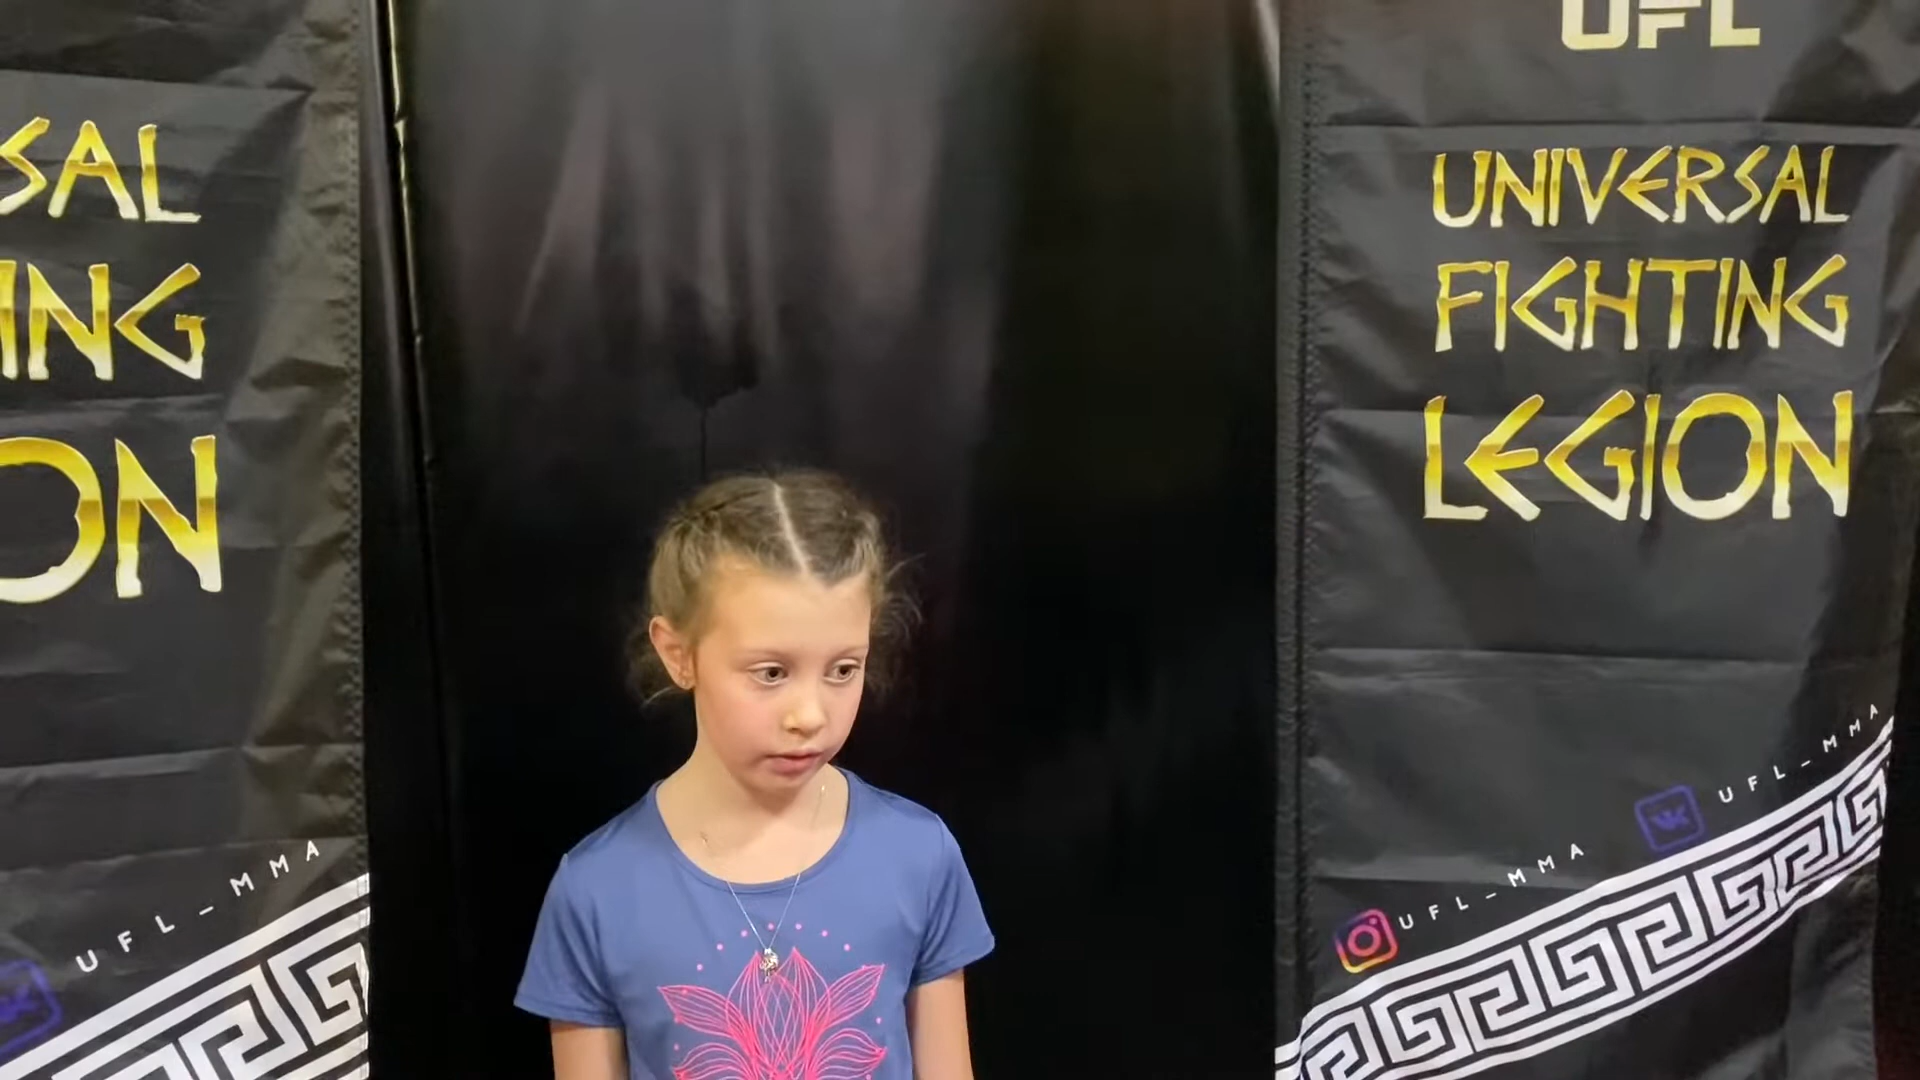 SAL
ING
ON
UFL_MMA
UFL
UNIVERSAL
FIGHTING
LEGION
UFL_MMA
UFL_MMA